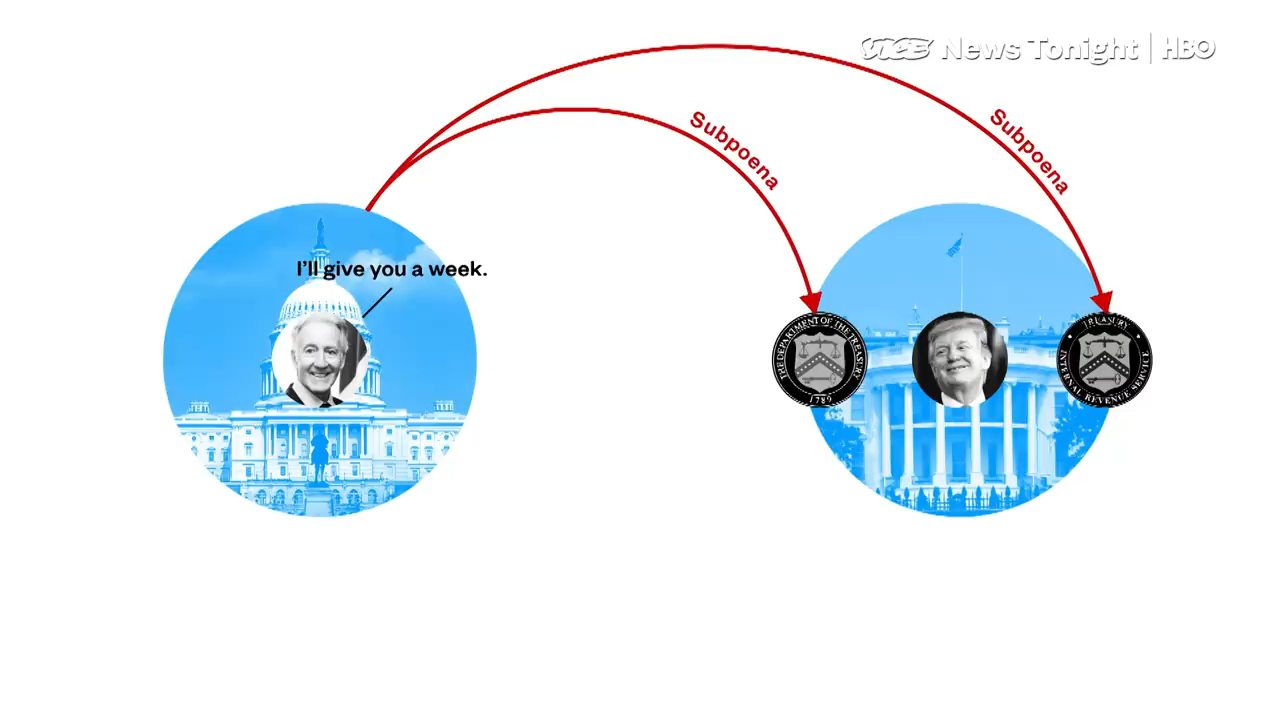 VICE News Tonight | HBO
Subpoena
Subpoena
I'll give you a week.
THE DEPARTMENT OF THE TREASURY
1789
TREASURY
INTERNAL REVENUE SERVICE